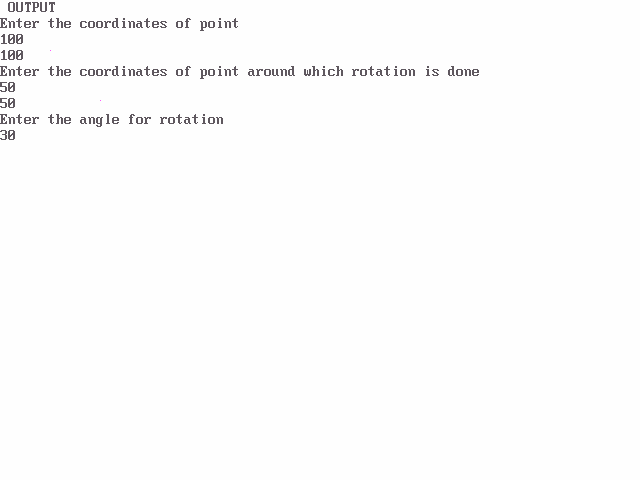 OUTPUT
Enter the coordinates of point
100
100
Enter the coordinates of point around which rotation is done
50
50
Enter the angle for rotation
30